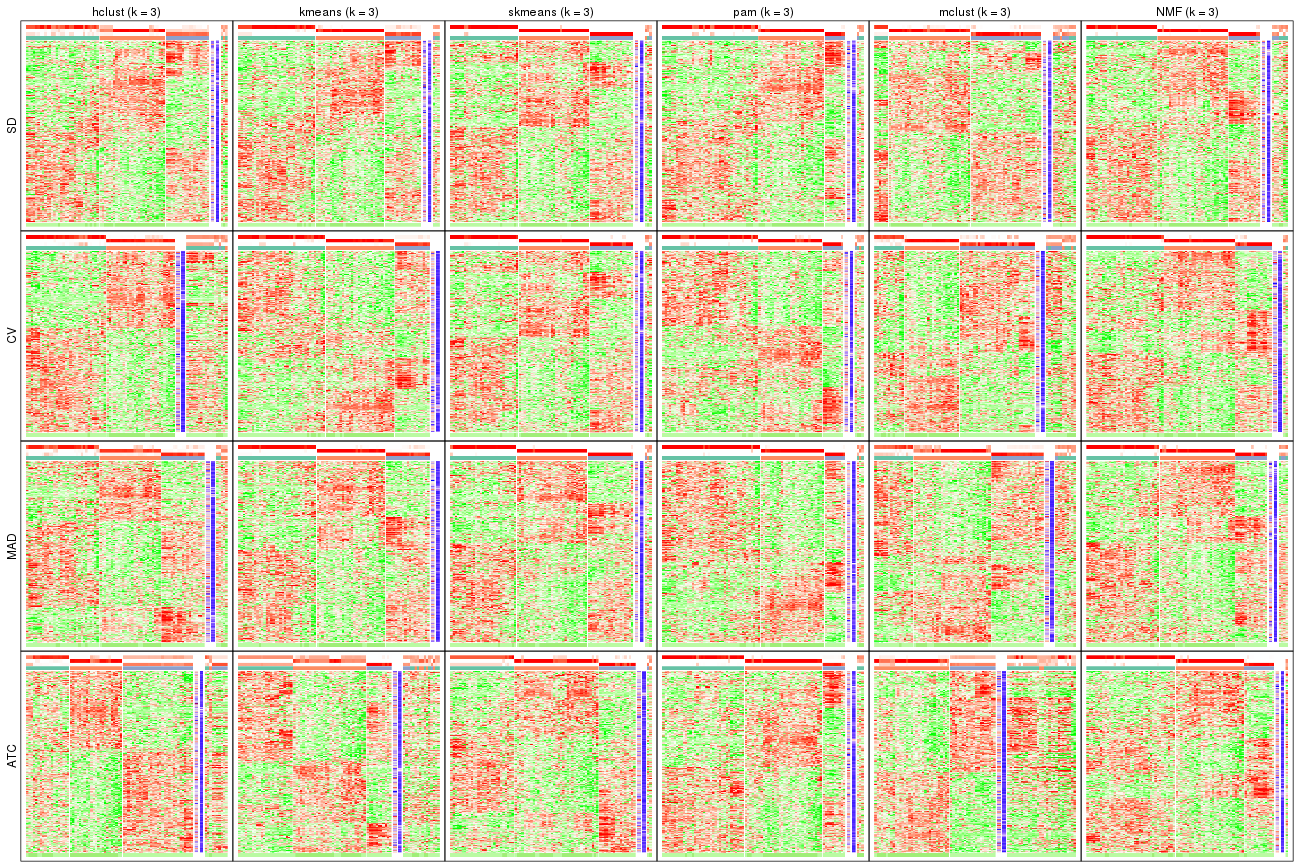 hclust (k = 3) kmeans (k = 3) skmeans (k = 3) pam (k = 3) mclust (k = 3) NMF (k = 3)
SD
CV
MAD
ATC